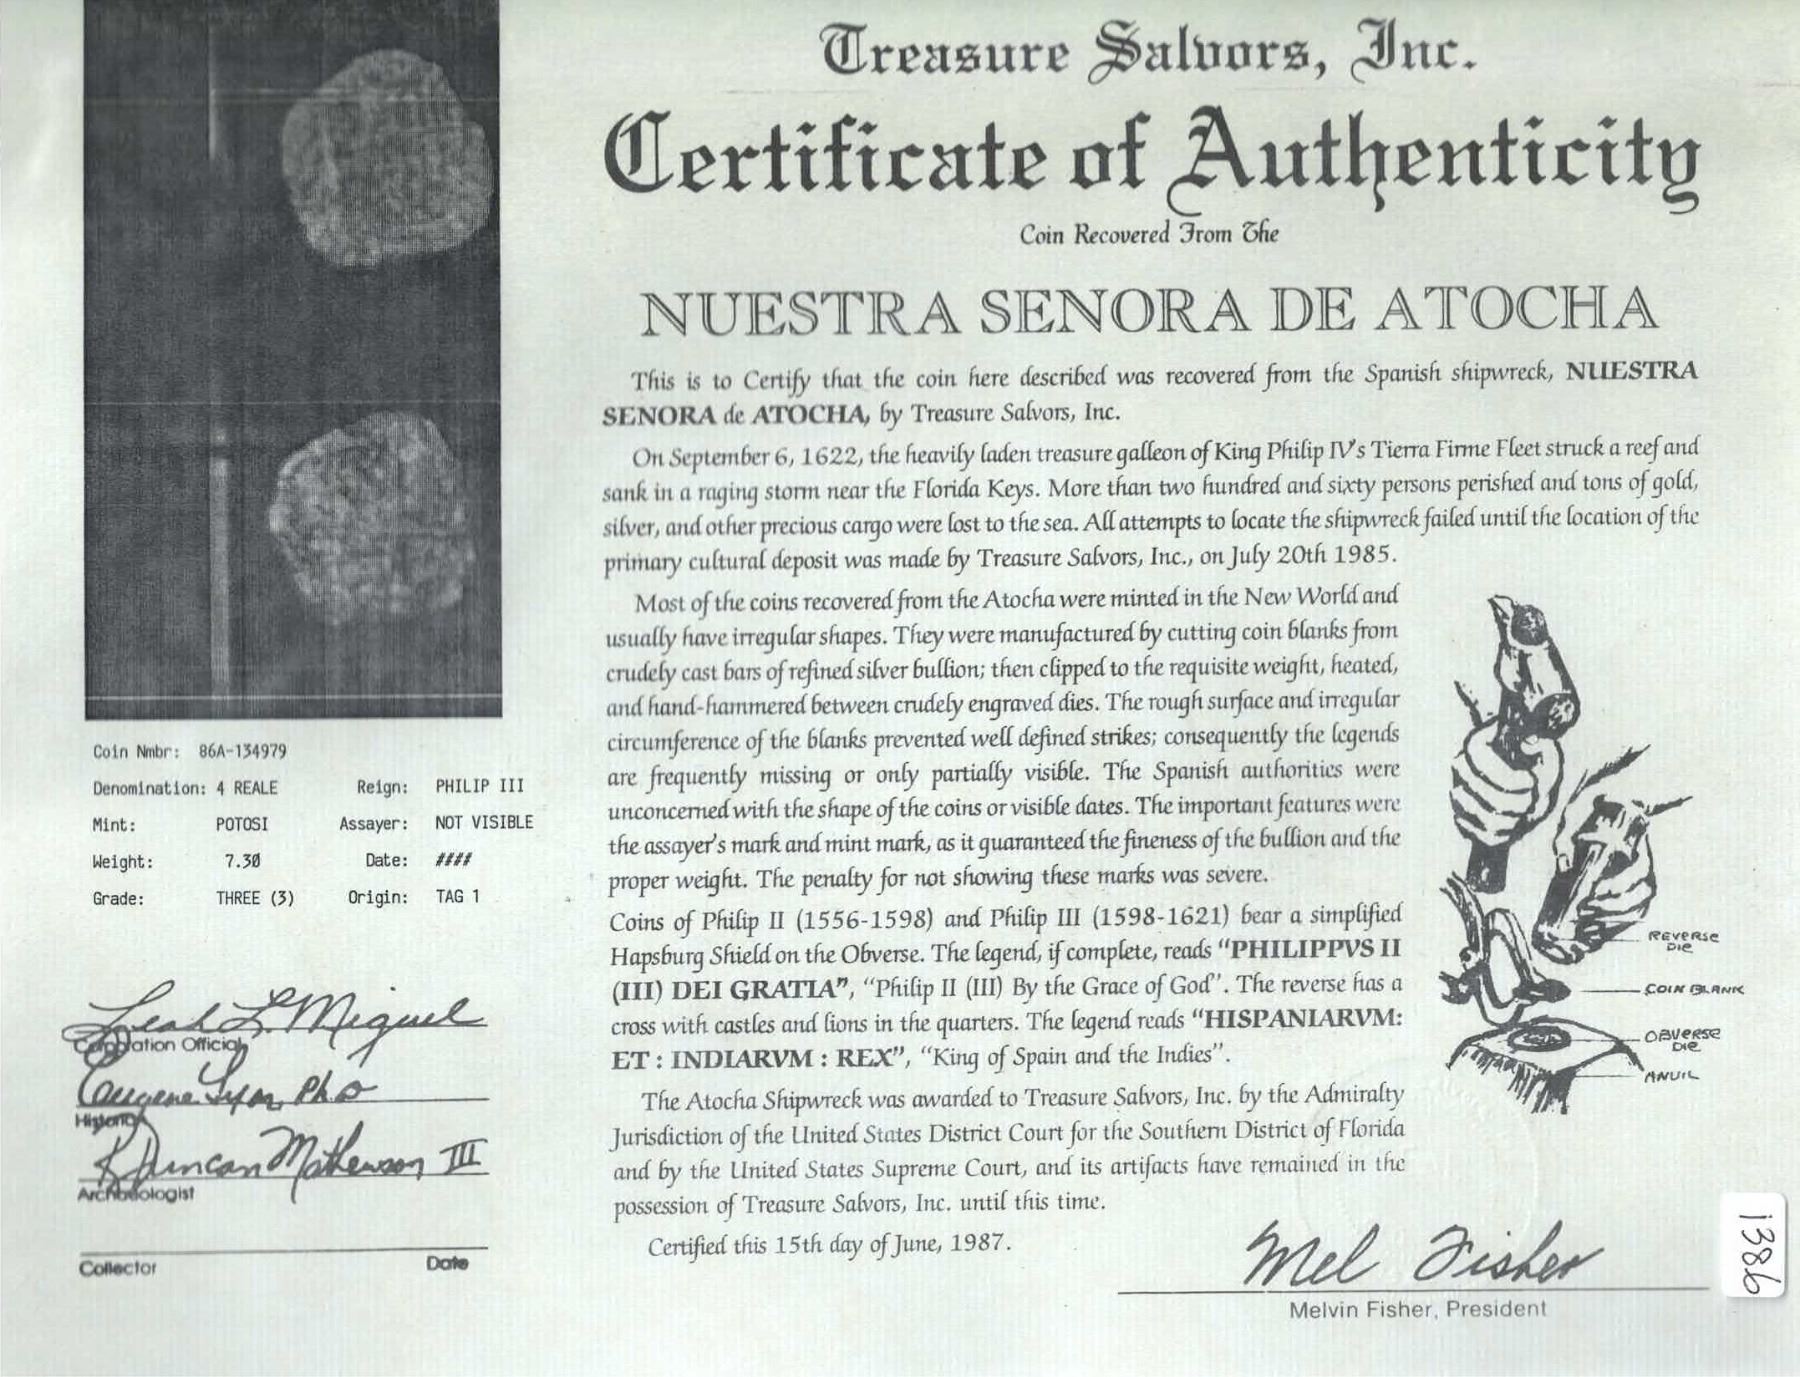 Treasure Salvors, Inc.
Certificate of Authenticity
Coin Recovered From The
NUESTRA SENORA DE ATOCHA
This is to Certify that the coin here described was recovered from the Spanish shipwreck, NUESTRA
SENORA de ATOCHA, by Treasure Salvors, Inc.
On September 6, 1622, the heavily laden treasure galleon of King Philip IV's Tierra Firme Fleet struck a reef and
sank in a raging storm near the Florida Keys. More than two hundred and sixty persons perished and tons of gold,
silver, and other precious cargo were lost to the sea. All attempts to locate the shipwreck failed until the location of the
primary cultural deposit was made by Treasure Salvors, Inc., on July 20th 1985.
Most of the coins recovered from the Atocha were minted in the New World and
usually have irregular shapes. They were manufactured by cutting coin blanks from
crudely cast bars of refined silver bullion; then clipped to the requisite weight, heated,
and hand-hammered between crudely engraved dies. The rough surface and irregular
circumference of the blanks prevented well defined strikes; consequently the legends
are frequently missing or only partially visible. The Spanish authorities were
unconcerned with the shape of the coins or visible dates. The important features were
the assayer's mark and mint mark, as it guaranteed the fineness of the bullion and the
proper weight. The penalty for not showing these marks was severe.
Coins of Philip II (1556-1598) and Philip III (1598-1621) bear a simplified
Hapsburg Shield on the Obverse. The legend, if complete, reads “PHILIPPVS II
(III) DEI GRATIA”, “Philip II (III) By the Grace of God”. The reverse has a
cross with castles and lions in the quarters. The legend reads “HISPANIARVM:
ET : INDIARVM : REX”, “King of Spain and the Indies”.
The Atocha Shipwreck was awarded to Treasure Salvors, Inc. by the Admiralty
Jurisdiction of the United States District Court for the Southern District of Florida
and by the United States Supreme Court, and its artifacts have remained in the
possession of Treasure Salvors, Inc. until this time.
Certified this 15th day of June, 1987.
Mel Fisher
Melvin Fisher, President
REVERSE
DIE
COIN BLANK
OBVERSE
DIE
ANVIL
Coin Nmbr: 86A-134979
Denomination: 4 REALE Reign: PHILIP III
Mint: POTOSI Assayer: NOT VISIBLE
Weight: 7.30 Date: ####
Grade: THREE (3) Origin: TAG 1
Leah L. Miguel
Corporation Official
Eugene Lyon, PhD
Historian
R Duncan Mathewson III
Archaeologist
Collector Date
1386